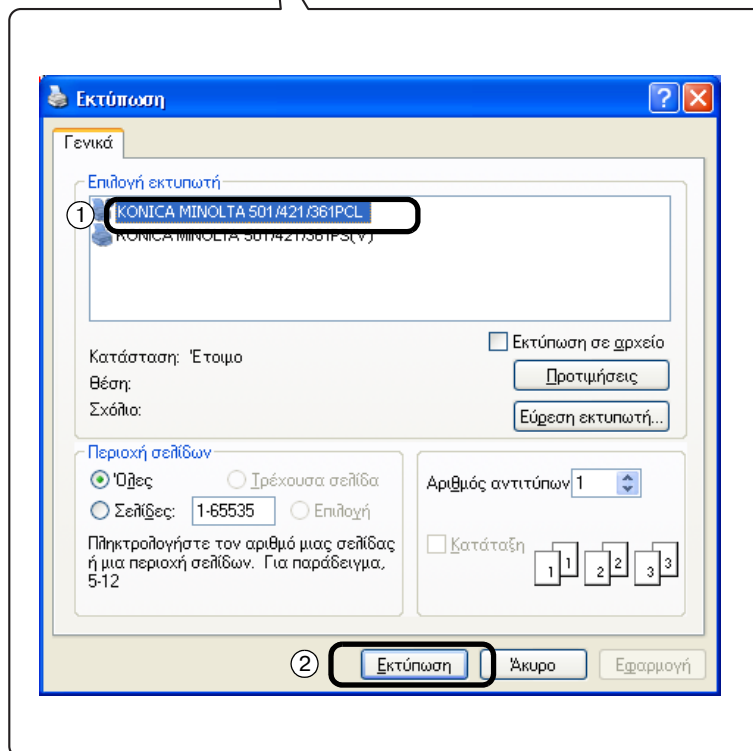 Εκτύπωση
Γενικά
Επιλογή εκτυπωτή
① KONICA MINOLTA 501/421/361PCL
KONICA MINOLTA 501/421/361PS(V)
Κατάσταση: Έτοιμο
Θέση:
Σχόλιο:
Εκτύπωση σε αρχείο
Προτιμήσεις
Εύρεση εκτυπωτή...
Περιοχή σελίδων
Όλες Τρέχουσα σελίδα
Σελίδες: 1-65535 Επιλογή
Πληκτρολογήστε τον αριθμό μιας σελίδας
ή μια περιοχή σελίδων. Για παράδειγμα,
5-12
Αριθμός αντιτύπων 1
Κατάταξη
1 1 2 2 3 3
② Εκτύπωση Άκυρο Εφαρμογή